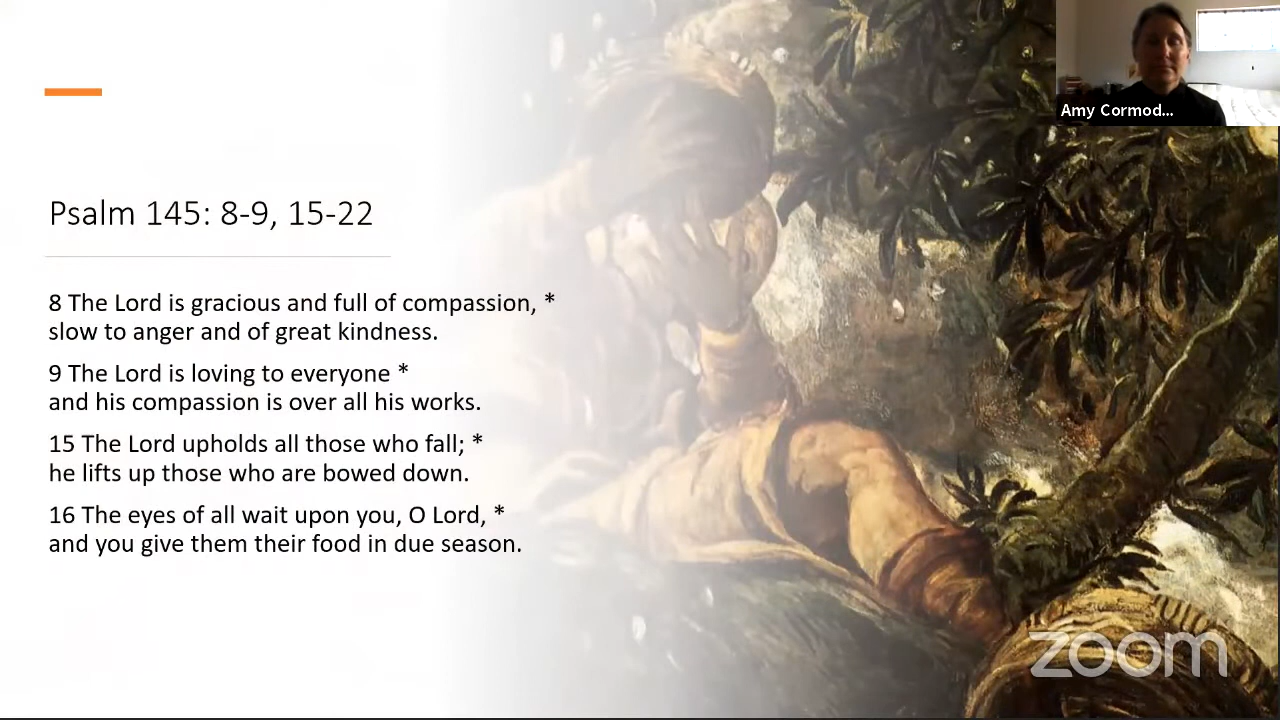 Amy Cormod...
Psalm 145: 8-9, 15-22
8 The Lord is gracious and full of compassion, *
slow to anger and of great kindness.
9 The Lord is loving to everyone *
and his compassion is over all his works.
15 The Lord upholds all those who fall; *
he lifts up those who are bowed down.
16 The eyes of all wait upon you, O Lord, *
and you give them their food in due season.
zoom